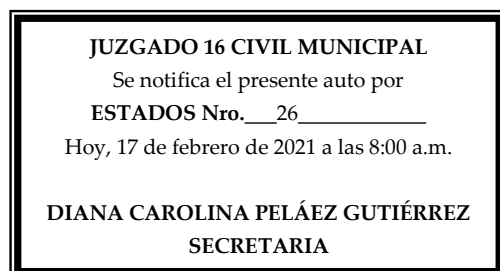 JUZGADO 16 CIVIL MUNICIPAL
Se notifica el presente auto por
ESTADOS Nro.___26____________
Hoy, 17 de febrero de 2021 a las 8:00 a.m.
DIANA CAROLINA PELÁEZ GUTIÉRREZ
SECRETARIA